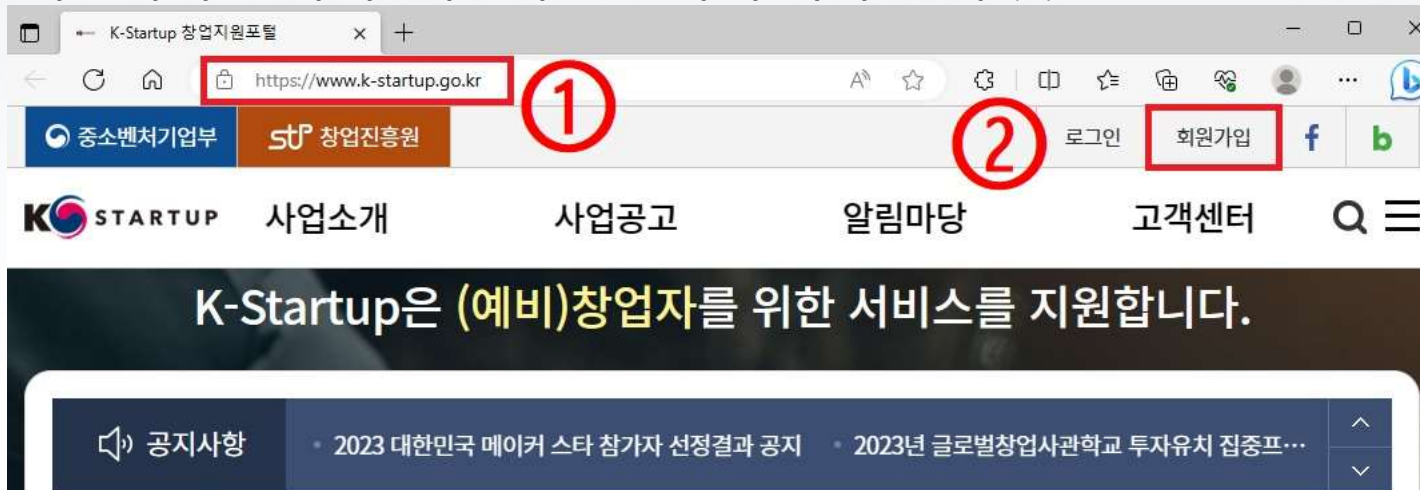 K-Startup 창업지원포털
https://www.k-startup.go.kr
①
중소벤처기업부 창업진흥원
② 로그인 회원가입 f b
K STARTUP 사업소개 사업공고 알림마당 고객센터
K-Startup은 (예비)창업자를 위한 서비스를 지원합니다.
공지사항 • 2023 대한민국 메이커 스타 참가자 선정결과 공지 • 2023년 글로벌창업사관학교 투자유치 집중프…